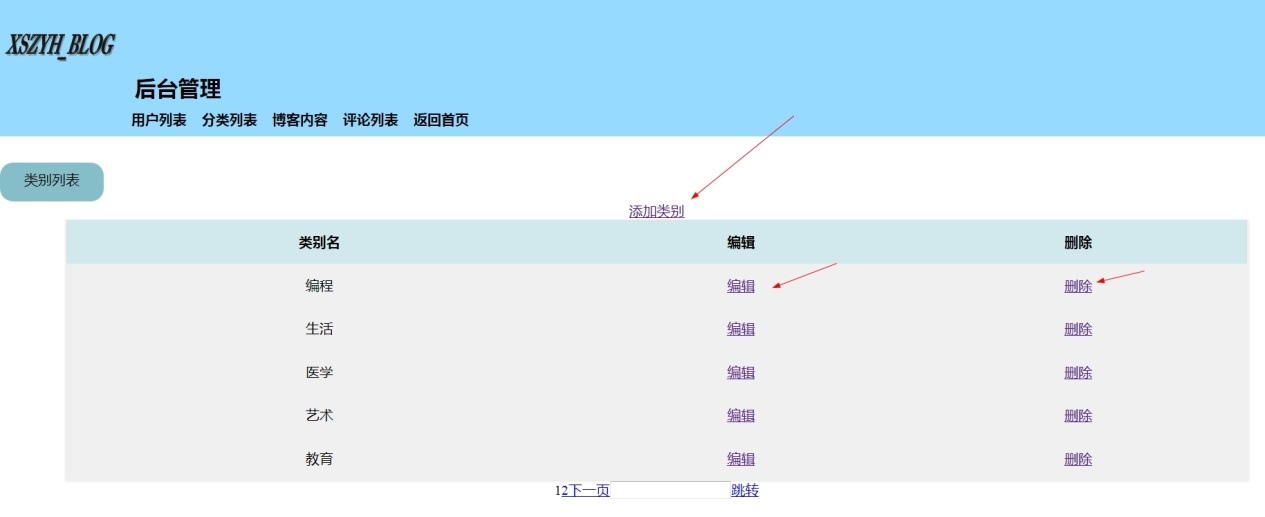 XSZYH_BLOG
后台管理
用户列表 分类列表 博客内容 评论列表 返回首页
类别列表
添加类别
类别名 编辑 删除
编程 编辑 删除
生活 编辑 删除
医学 编辑 删除
艺术 编辑 删除
教育 编辑 删除
12下一页 跳转